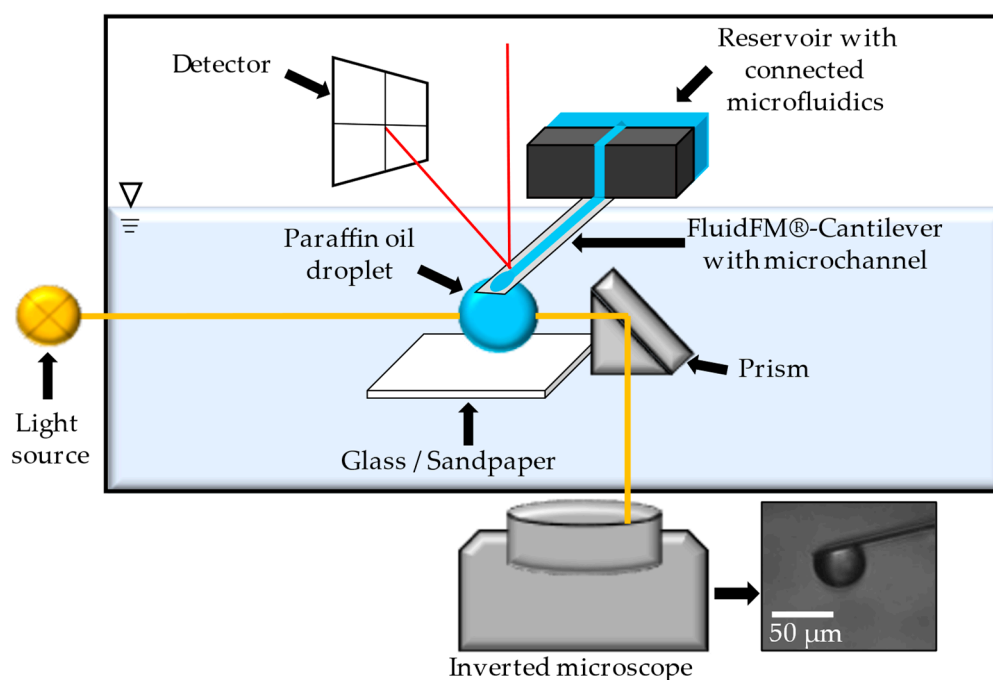 Reservoir with
connected
microfluidics
Detector
Paraffin oil
droplet
FluidFM®-Cantilever
with microchannel
Prism
Light
source
Glass / Sandpaper
50 µm
Inverted microscope